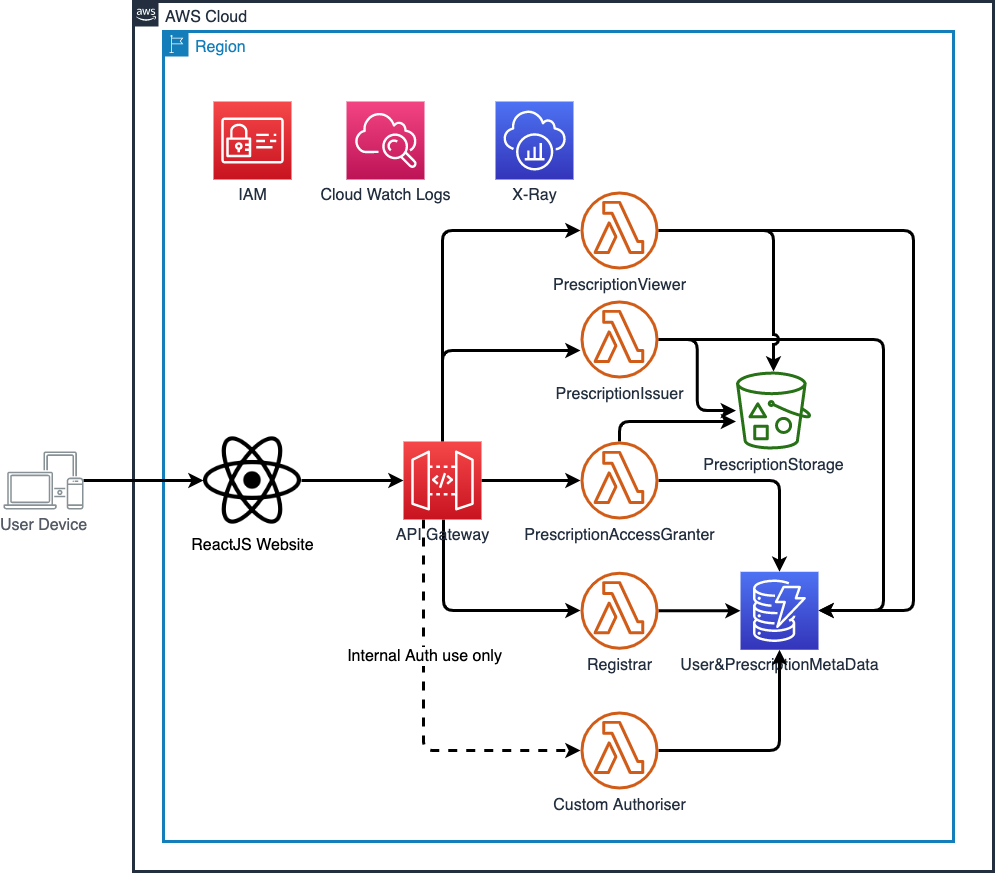 aws
AWS Cloud
Region
IAM
Cloud Watch Logs
X-Ray
PrescriptionViewer
PrescriptionIssuer
PrescriptionStorage
User Device
ReactJS Website
</>
API Gateway
PrescriptionAccessGranter
Internal Auth use only
Registrar
User&PrescriptionMetaData
Custom Authoriser